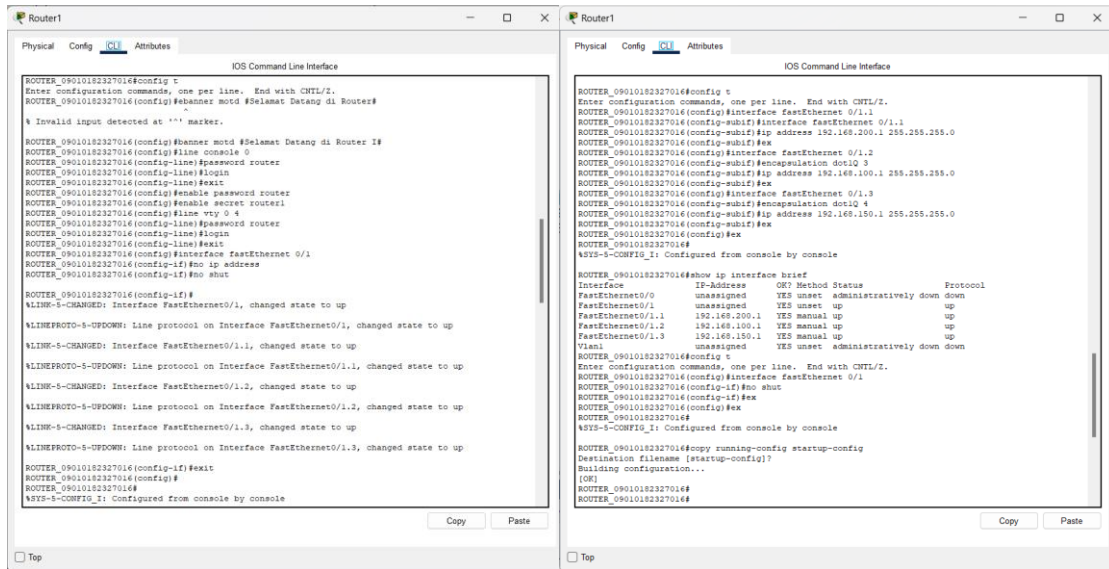 Router1
Physical Config CLI Attributes
IOS Command Line Interface
ROUTER_09010182327016#config t
Enter configuration commands, one per line. End with CNTL/Z.
ROUTER_09010182327016(config)#ebanner motd #Selamat Datang di Router#
^
% Invalid input detected at '^' marker.
ROUTER_09010182327016(config)#banner motd #Selamat Datang di Router I#
ROUTER_09010182327016(config)#line console 0
ROUTER_09010182327016(config-line)#password router
ROUTER_09010182327016(config-line)#login
ROUTER_09010182327016(config-line)#exit
ROUTER_09010182327016(config)#enable password router
ROUTER_09010182327016(config)#enable secret router1
ROUTER_09010182327016(config)#line vty 0 4
ROUTER_09010182327016(config-line)#password router
ROUTER_09010182327016(config-line)#login
ROUTER_09010182327016(config-line)#exit
ROUTER_09010182327016(config)#interface fastEthernet 0/1
ROUTER_09010182327016(config-if)#no ip address
ROUTER_09010182327016(config-if)#no shut
ROUTER_09010182327016(config-if)#
%LINK-5-CHANGED: Interface FastEthernet0/1, changed state to up
%LINEPROTO-5-UPDOWN: Line protocol on Interface FastEthernet0/1, changed state to up
%LINK-5-CHANGED: Interface FastEthernet0/1.1, changed state to up
%LINEPROTO-5-UPDOWN: Line protocol on Interface FastEthernet0/1.1, changed state to up
%LINK-5-CHANGED: Interface FastEthernet0/1.2, changed state to up
%LINEPROTO-5-UPDOWN: Line protocol on Interface FastEthernet0/1.2, changed state to up
%LINK-5-CHANGED: Interface FastEthernet0/1.3, changed state to up
%LINEPROTO-5-UPDOWN: Line protocol on Interface FastEthernet0/1.3, changed state to up
ROUTER_09010182327016(config-if)#exit
ROUTER_09010182327016(config)#
ROUTER_09010182327016#
%SYS-5-CONFIG_I: Configured from console by console
Copy Paste
Top
Router1
Physical Config CLI Attributes
IOS Command Line Interface
ROUTER_09010182327016#config t
Enter configuration commands, one per line. End with CNTL/Z.
ROUTER_09010182327016(config)#interface fastEthernet 0/1.1
ROUTER_09010182327016(config-subif)#interface fastEthernet 0/1.1
ROUTER_09010182327016(config-subif)#ip address 192.168.200.1 255.255.255.0
ROUTER_09010182327016(config-subif)#ex
ROUTER_09010182327016(config)#interface fastEthernet 0/1.2
ROUTER_09010182327016(config-subif)#encapsulation dot1Q 3
ROUTER_09010182327016(config-subif)#ip address 192.168.100.1 255.255.255.0
ROUTER_09010182327016(config-subif)#ex
ROUTER_09010182327016(config)#interface fastEthernet 0/1.3
ROUTER_09010182327016(config-subif)#encapsulation dot1Q 4
ROUTER_09010182327016(config-subif)#ip address 192.168.150.1 255.255.255.0
ROUTER_09010182327016(config-subif)#ex
ROUTER_09010182327016(config)#ex
ROUTER_09010182327016#
%SYS-5-CONFIG_I: Configured from console by console
ROUTER_09010182327016#show ip interface brief
Interface IP-Address OK? Method Status Protocol
FastEthernet0/0 unassigned YES unset administratively down down
FastEthernet0/1 unassigned YES unset up up
FastEthernet0/1.1 192.168.200.1 YES manual up up
FastEthernet0/1.2 192.168.100.1 YES manual up up
FastEthernet0/1.3 192.168.150.1 YES manual up up
Vlan1 unassigned YES unset administratively down down
ROUTER_09010182327016#config t
Enter configuration commands, one per line. End with CNTL/Z.
ROUTER_09010182327016(config)#interface fastEthernet 0/1
ROUTER_09010182327016(config-if)#no shut
ROUTER_09010182327016(config-if)#ex
ROUTER_09010182327016(config)#ex
ROUTER_09010182327016#
%SYS-5-CONFIG_I: Configured from console by console
ROUTER_09010182327016#copy running-config startup-config
Destination filename [startup-config]?
Building configuration...
[OK]
ROUTER_09010182327016#
ROUTER_09010182327016#
Copy Paste
Top